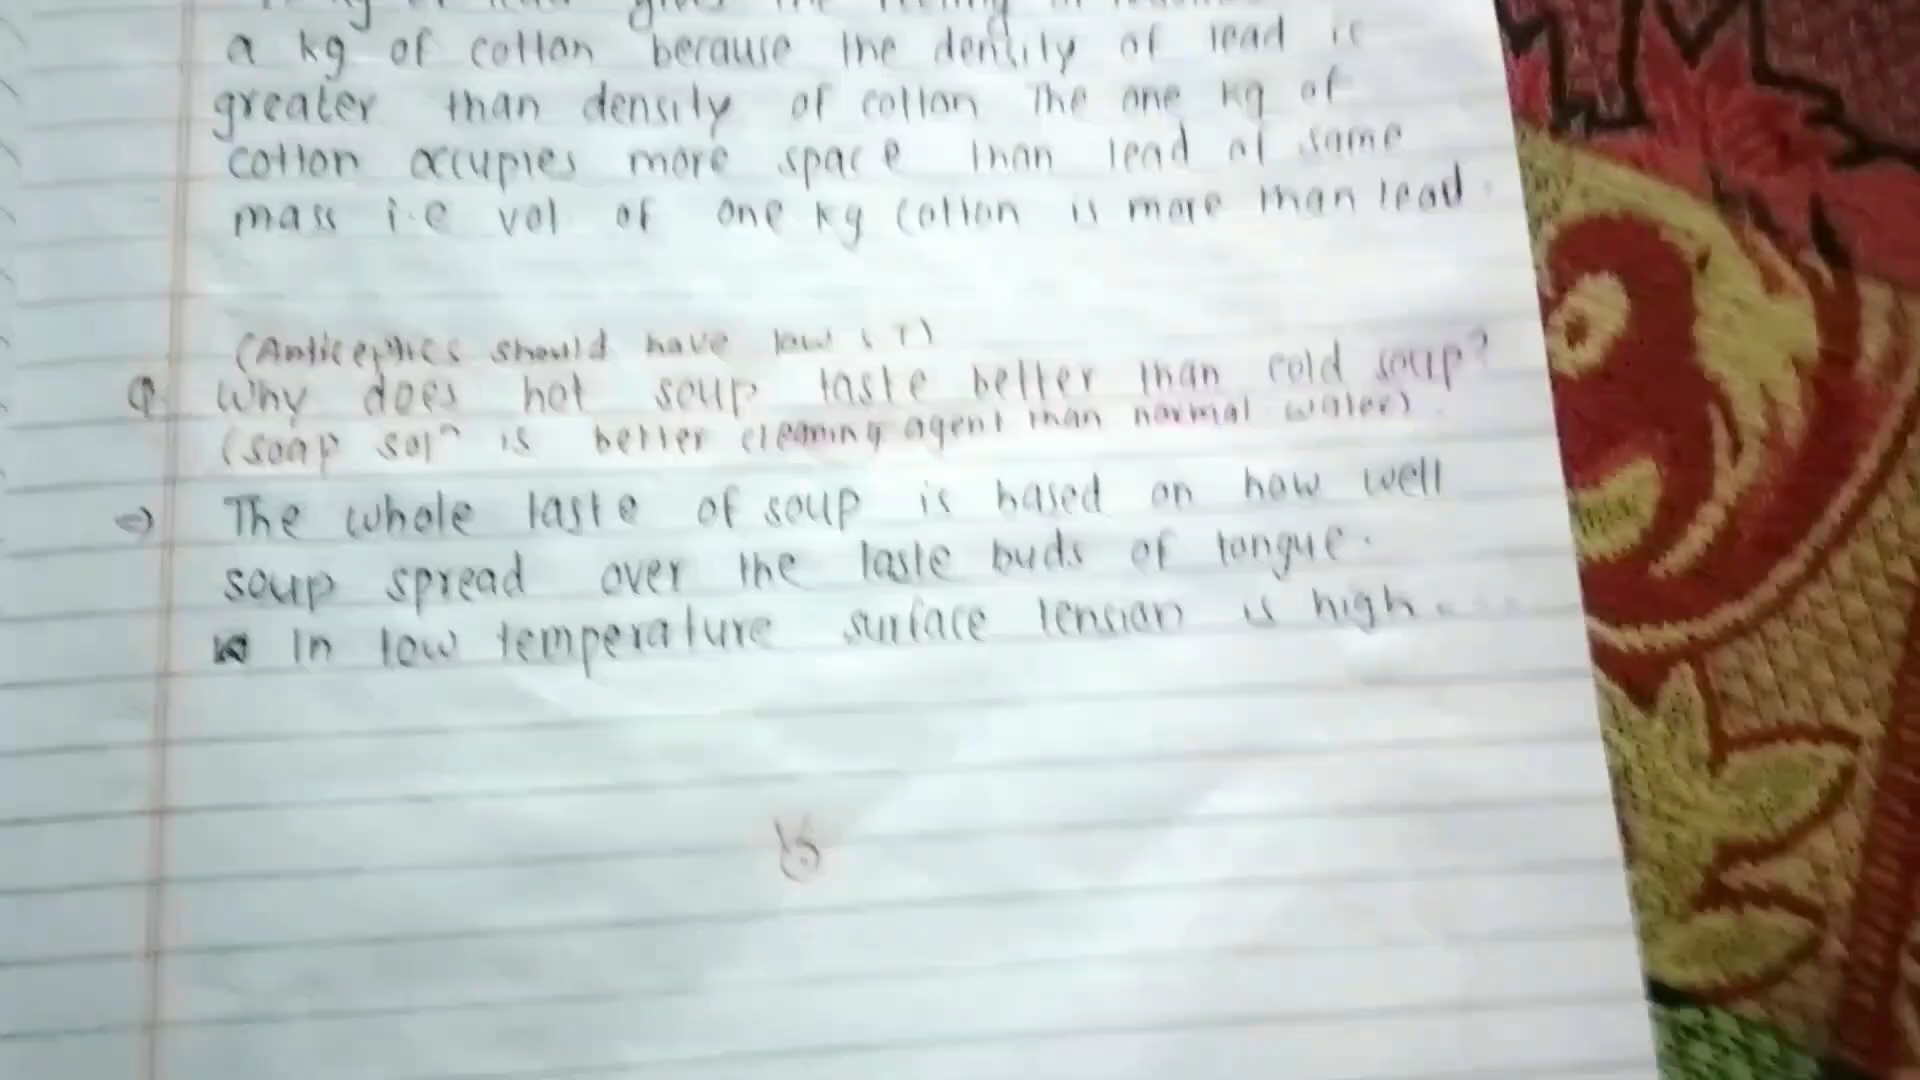 a kg of cotton because the density of lead is
greater than density of cotton The one kg of
cotton occupies more space than lead at same
mass i.e vol of one kg cotton is more than lead.
(Anticeptics should have low S T)
Q. Why does hot soup taste better than cold soup?
(soap solⁿ is better cleaning agent than normal water).
⇒ The whole taste of soup is based on how well
soup spread over the taste buds of tongue.
In low temperature surface tension is high